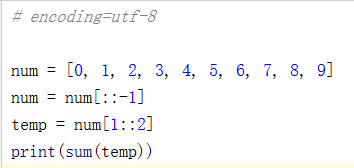 # encoding=utf-8
num = [0, 1, 2, 3, 4, 5, 6, 7, 8, 9]
num = num[::-1]
temp = num[1::2]
print(sum(temp))